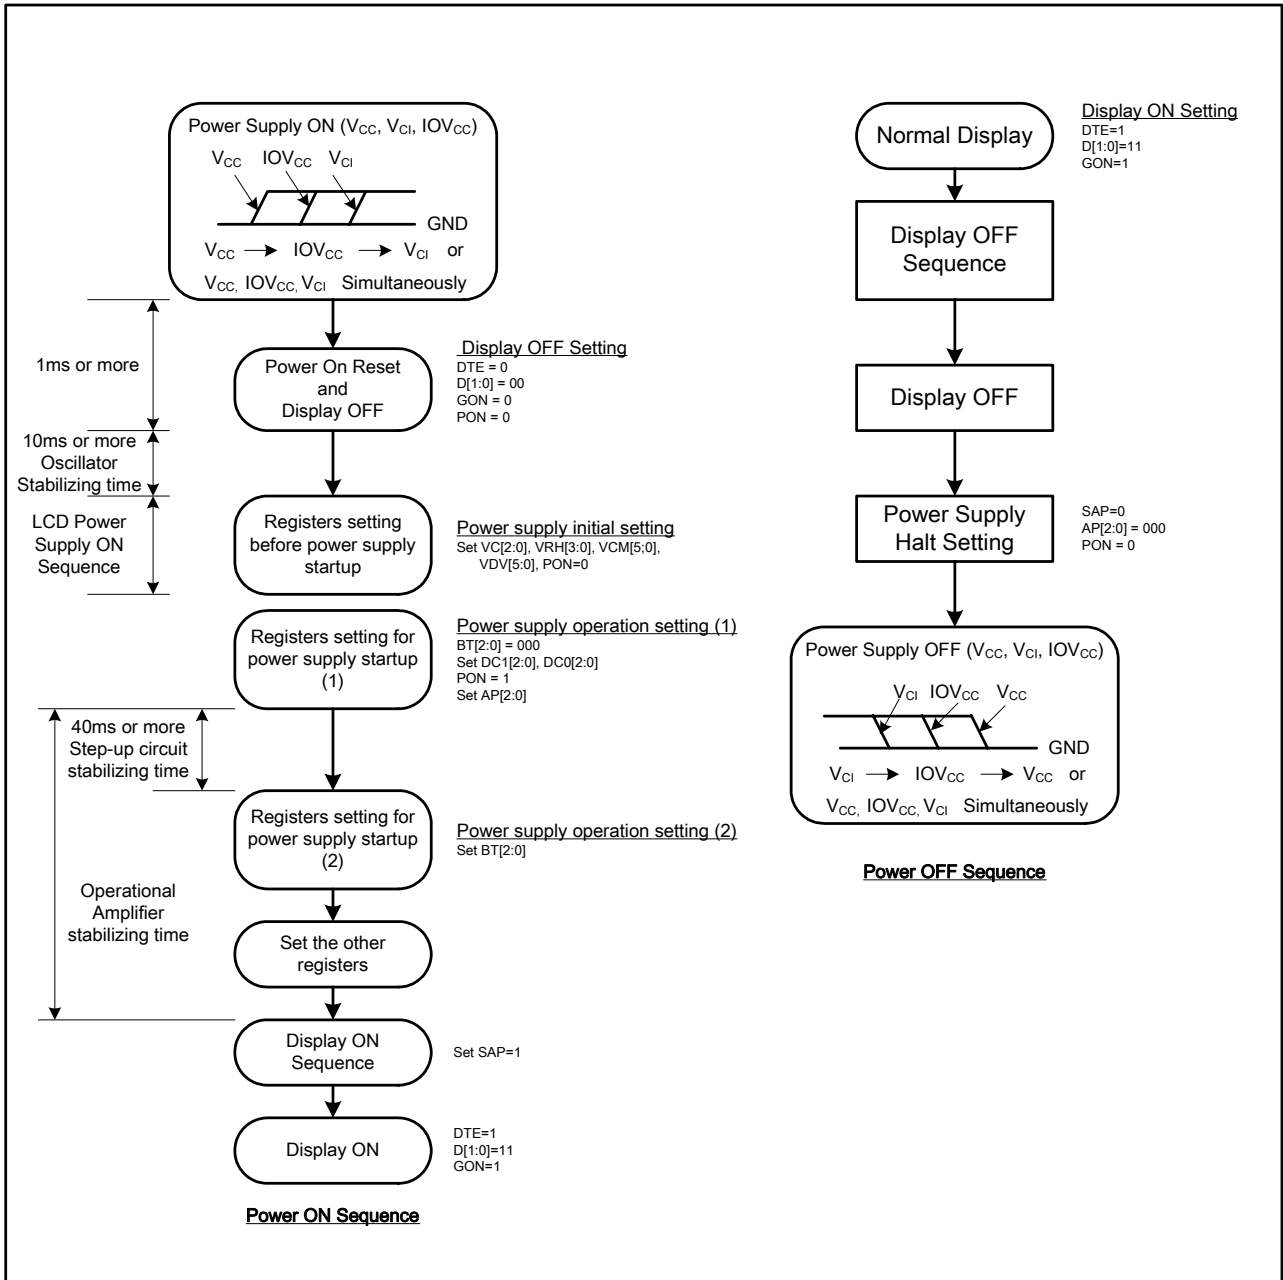 Power Supply ON (VCC, VCI, IOVCC)
VCC IOVCC VCI
GND
VCC IOVCC VCI or
VCC, IOVCC, VCI Simultaneously
1ms or more
Power On Reset
and
Display OFF
Display OFF Setting
DTE = 0
D[1:0] = 00
GON = 0
PON = 0
10ms or more
Oscillator
Stabilizing time
LCD Power
Supply ON
Sequence
Registers setting
before power supply
startup
Power supply initial setting
Set VC[2:0], VRH[3:0], VCM[5;0],
VDV[5:0], PON=0
Registers setting for
power supply startup
(1)
Power supply operation setting (1)
BT[2:0] = 000
Set DC1[2:0], DC0[2:0]
PON = 1
Set AP[2:0]
40ms or more
Step-up circuit
stabilizing time
Registers setting for
power supply startup
(2)
Power supply operation setting (2)
Set BT[2:0]
Operational
Amplifier
stabilizing time
Set the other
registers
Display ON
Sequence
Set SAP=1
Display ON
DTE=1
D[1:0]=11
GON=1
Power ON Sequence
Normal Display
Display ON Setting
DTE=1
D[1:0]=11
GON=1
Display OFF
Sequence
Display OFF
Power Supply
Halt Setting
SAP=0
AP[2:0] = 000
PON = 0
Power Supply OFF (VCC, VCI, IOVCC)
VCI IOVCC VCC
GND
VCI IOVCC VCC or
VCC, IOVCC, VCI Simultaneously
Power OFF Sequence